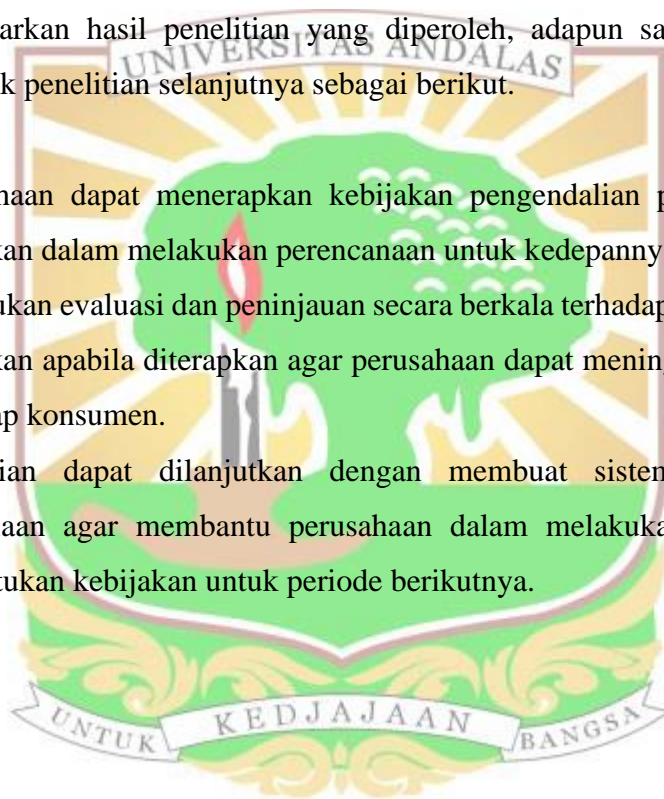 arkan hasil penelitian yang diperoleh, adapun sa
UNIVERSITAS ANDALAS
k penelitian selanjutnya sebagai berikut.
haan dapat menerapkan kebijakan pengendalian p
kan dalam melakukan perencanaan untuk kedepanny
ukan evaluasi dan peninjauan secara berkala terhadap
kan apabila diterapkan agar perusahaan dapat mening
ap konsumen.
ian dapat dilanjutkan dengan membuat sistem
aan agar membantu perusahaan dalam melakuka
tukan kebijakan untuk periode berikutnya.
UNTUK KEDJAJAAN BANGSA